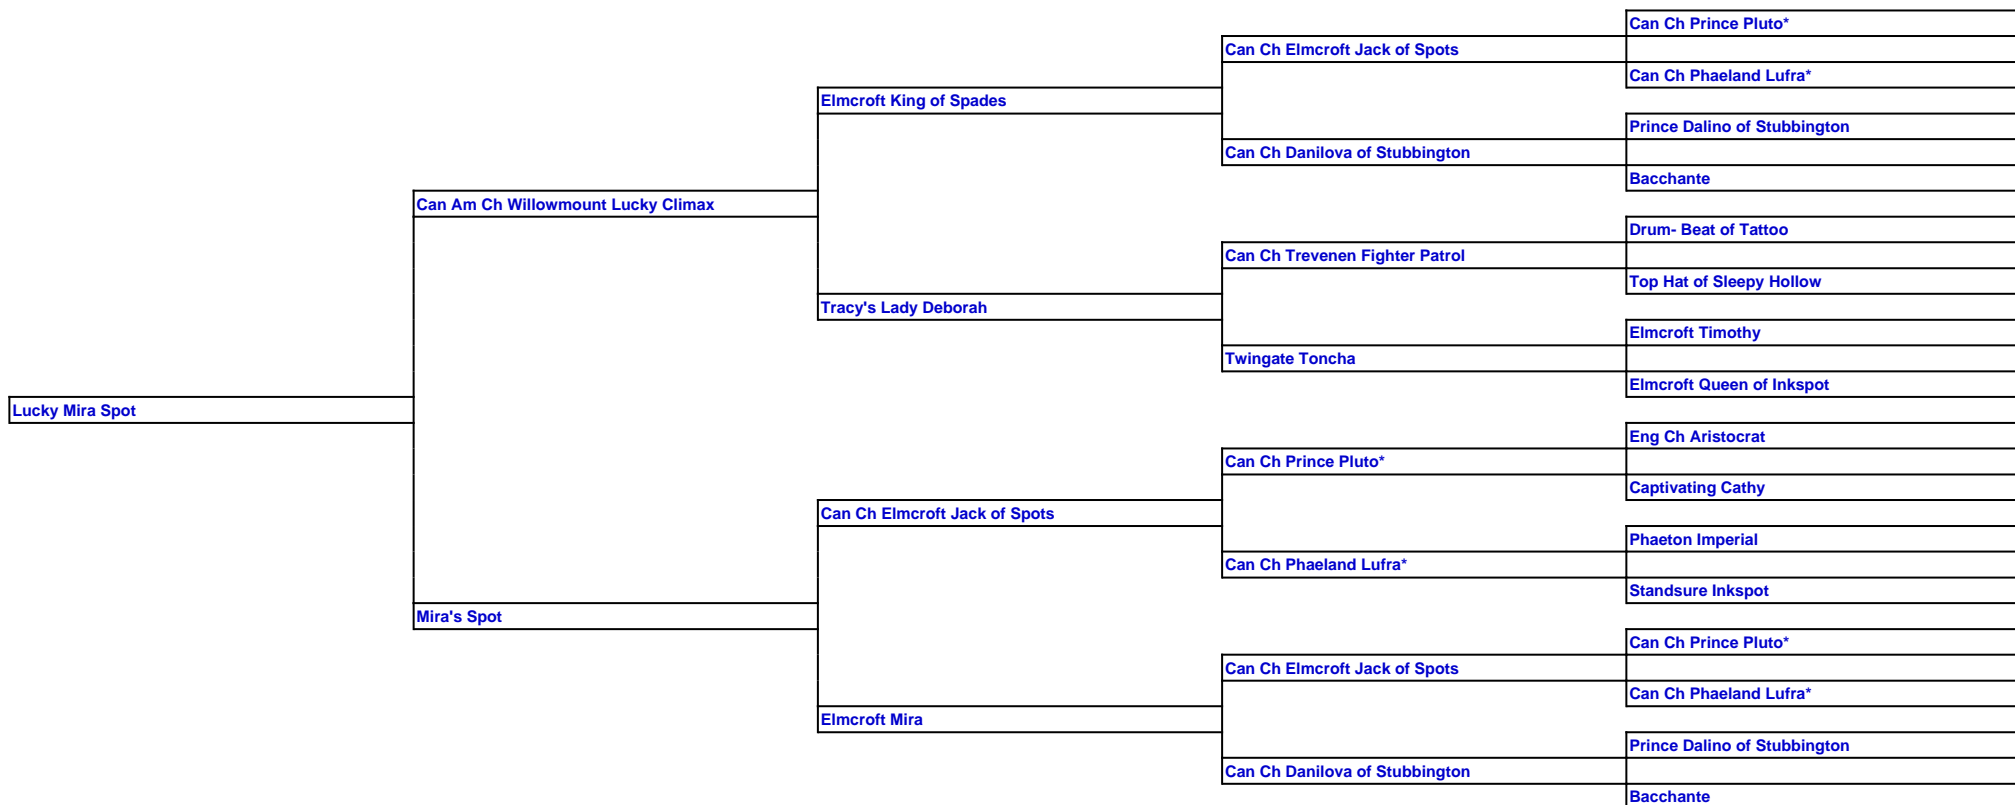 Can Ch Prince Pluto*
Can Ch Elmcroft Jack of Spots
Can Ch Phaeland Lufra*
Elmcroft King of Spades
Prince Dalino of Stubbington
Can Ch Danilova of Stubbington
Bacchante
Can Am Ch Willowmount Lucky Climax
Drum- Beat of Tattoo
Can Ch Trevenen Fighter Patrol
Top Hat of Sleepy Hollow
Tracy's Lady Deborah
Elmcroft Timothy
Twingate Toncha
Elmcroft Queen of Inkspot
Lucky Mira Spot
Eng Ch Aristocrat
Can Ch Prince Pluto*
Captivating Cathy
Can Ch Elmcroft Jack of Spots
Phaeton Imperial
Can Ch Phaeland Lufra*
Standsure Inkspot
Mira's Spot
Can Ch Prince Pluto*
Can Ch Elmcroft Jack of Spots
Can Ch Phaeland Lufra*
Elmcroft Mira
Prince Dalino of Stubbington
Can Ch Danilova of Stubbington
Bacchante